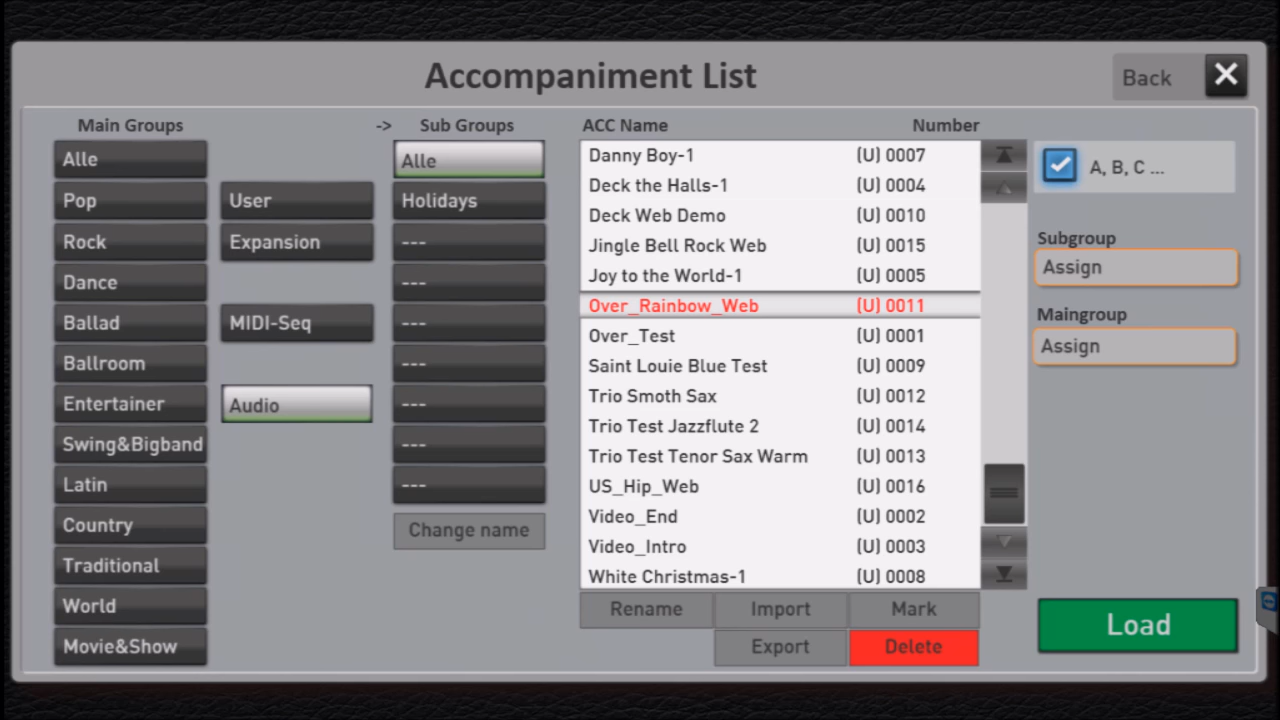 Accompaniment List
Back
Main Groups
-> Sub Groups
ACC Name
Number
Alle
Pop
Rock
Dance
Ballad
Ballroom
Entertainer
Swing&Bigband
Latin
Country
Traditional
World
Movie&Show
User
Expansion
MIDI-Seq
Audio
Alle
Holidays
---
---
---
---
---
---
---
Change name
Danny Boy-1 (U) 0007
Deck the Halls-1 (U) 0004
Deck Web Demo (U) 0010
Jingle Bell Rock Web (U) 0015
Joy to the World-1 (U) 0005
Over_Rainbow_Web (U) 0011
Over_Test (U) 0001
Saint Louie Blue Test (U) 0009
Trio Smoth Sax (U) 0012
Trio Test Jazzflute 2 (U) 0014
Trio Test Tenor Sax Warm (U) 0013
US_Hip_Web (U) 0016
Video_End (U) 0002
Video_Intro (U) 0003
White Christmas-1 (U) 0008
Rename
Import
Mark
Export
Delete
A, B, C ...
Subgroup
Assign
Maingroup
Assign
Load